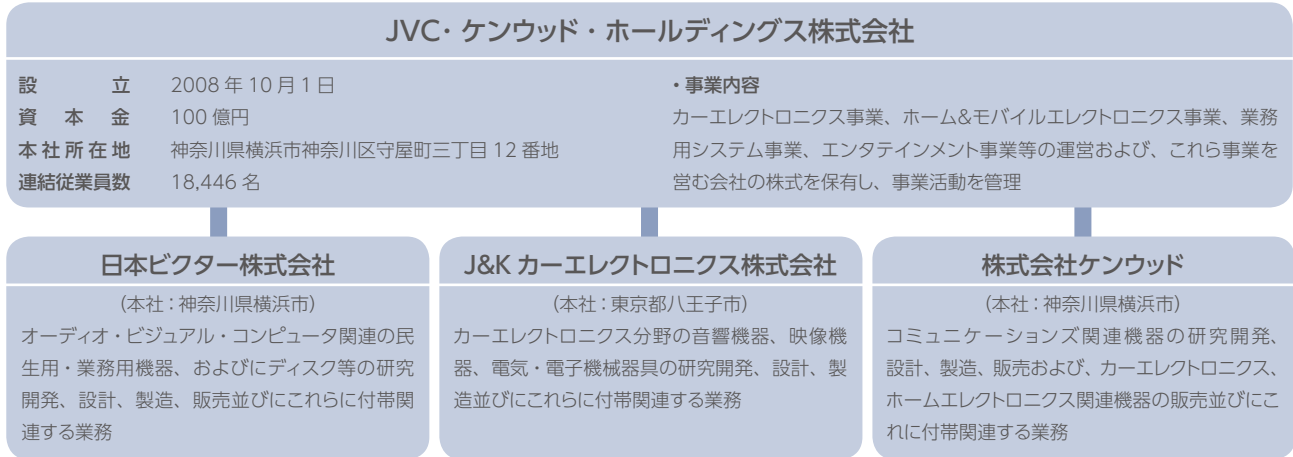 JVC・ケンウッド・ホールディングス株式会社
設立 2008年10月1日
資本金 100億円
本社所在地 神奈川県横浜市神奈川区守屋町三丁目12番地
連結従業員数 18,446名
・事業内容
カーエレクトロニクス事業、ホーム&モバイルエレクトロニクス事業、業務
用システム事業、エンタテインメント事業等の運営および、これら事業を
営む会社の株式を保有し、事業活動を管理
日本ビクター株式会社
（本社：神奈川県横浜市）
オーディオ・ビジュアル・コンピュータ関連の民
生用・業務用機器、およびにディスク等の研究
開発、設計、製造、販売並びにこれらに付帯関
連する業務
J&Kカーエレクトロニクス株式会社
（本社：東京都八王子市）
カーエレクトロニクス分野の音響機器、映像機
器、電気・電子機械器具の研究開発、設計、製
造並びにこれらに付帯関連する業務
株式会社ケンウッド
（本社：神奈川県横浜市）
コミュニケーションズ関連機器の研究開発、
設計、製造、販売および、カーエレクトロニクス、
ホームエレクトロニクス関連機器の販売並びにこ
れに付帯関連する業務